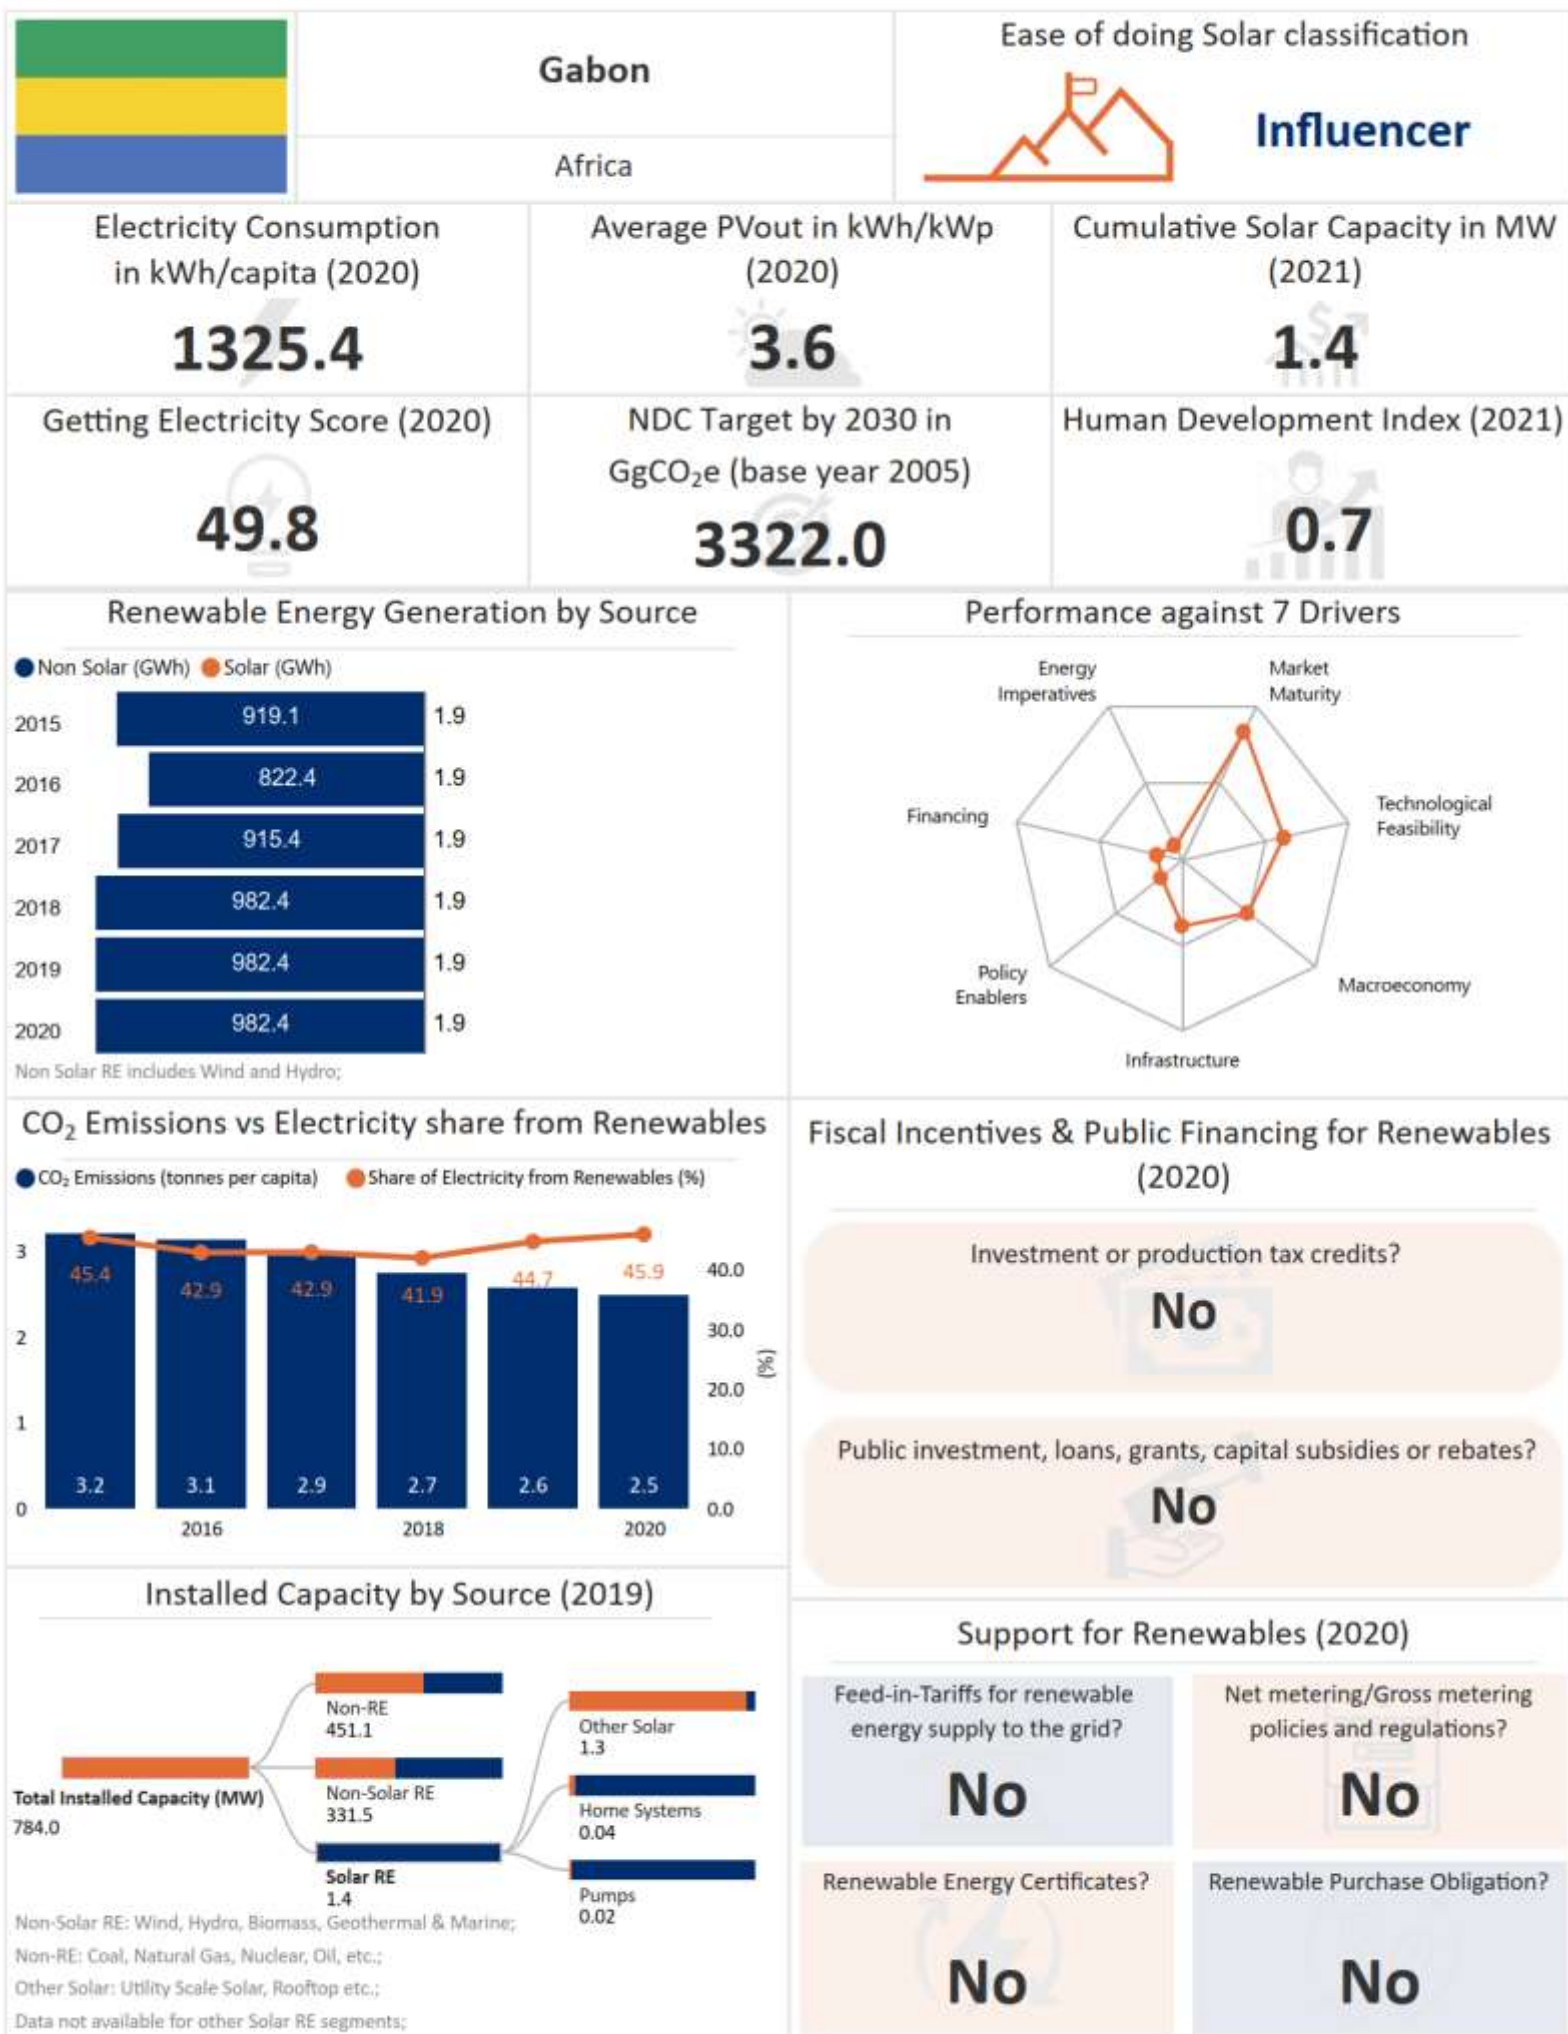 Gabon
Africa
Ease of doing Solar classification
Influencer
Electricity Consumption
in kWh/capita (2020)
1325.4
Average PVout in kWh/kWp
(2020)
3.6
Cumulative Solar Capacity in MW
(2021)
1.4
Getting Electricity Score (2020)
49.8
NDC Target by 2030 in
GgCO₂e (base year 2005)
3322.0
Human Development Index (2021)
0.7
Renewable Energy Generation by Source
Non Solar (GWh) Solar (GWh)
2015 919.1 1.9
2016 822.4 1.9
2017 915.4 1.9
2018 982.4 1.9
2019 982.4 1.9
2020 982.4 1.9
Non Solar RE includes Wind and Hydro;
Performance against 7 Drivers
Energy
Imperatives
Market
Maturity
Financing
Technological
Feasibility
Policy
Enablers
Macroeconomy
Infrastructure
CO₂ Emissions vs Electricity share from Renewables
CO₂ Emissions (tonnes per capita) Share of Electricity from Renewables (%)
3
2
1
0
45.4 42.9 42.9 41.9 44.7 45.9
3.2 3.1 2.9 2.7 2.6 2.5
2016 2018 2020
40.0
30.0
20.0
10.0
0.0
(%)
Fiscal Incentives & Public Financing for Renewables
(2020)
Investment or production tax credits?
No
Public investment, loans, grants, capital subsidies or rebates?
No
Installed Capacity by Source (2019)
Total Installed Capacity (MW)
784.0
Non-RE
451.1
Non-Solar RE
331.5
Solar RE
1.4
Other Solar
1.3
Home Systems
0.04
Pumps
0.02
Non-Solar RE: Wind, Hydro, Biomass, Geothermal & Marine;
Non-RE: Coal, Natural Gas, Nuclear, Oil, etc.;
Other Solar: Utility Scale Solar, Rooftop etc.;
Data not available for other Solar RE segments;
Support for Renewables (2020)
Feed-in-Tariffs for renewable
energy supply to the grid?
No
Net metering/Gross metering
policies and regulations?
No
Renewable Energy Certificates?
No
Renewable Purchase Obligation?
No